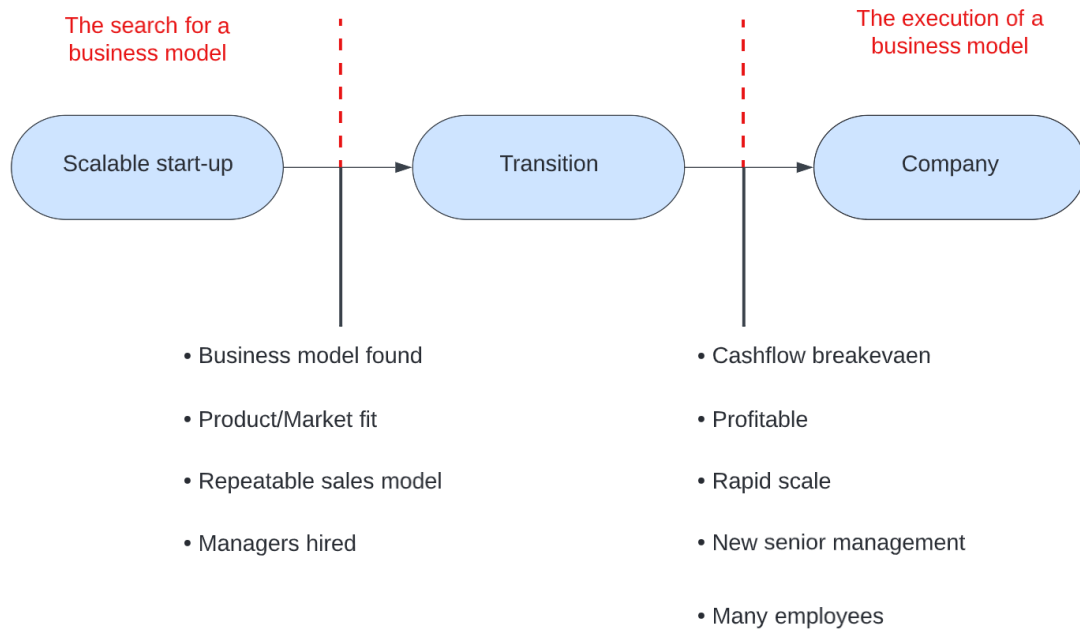 The search for a
business model
The execution of a
business model
Scalable start-up
Transition
Company
• Business model found
• Product/Market fit
• Repeatable sales model
• Managers hired
• Cashflow breakevaen
• Profitable
• Rapid scale
• New senior management
• Many employees